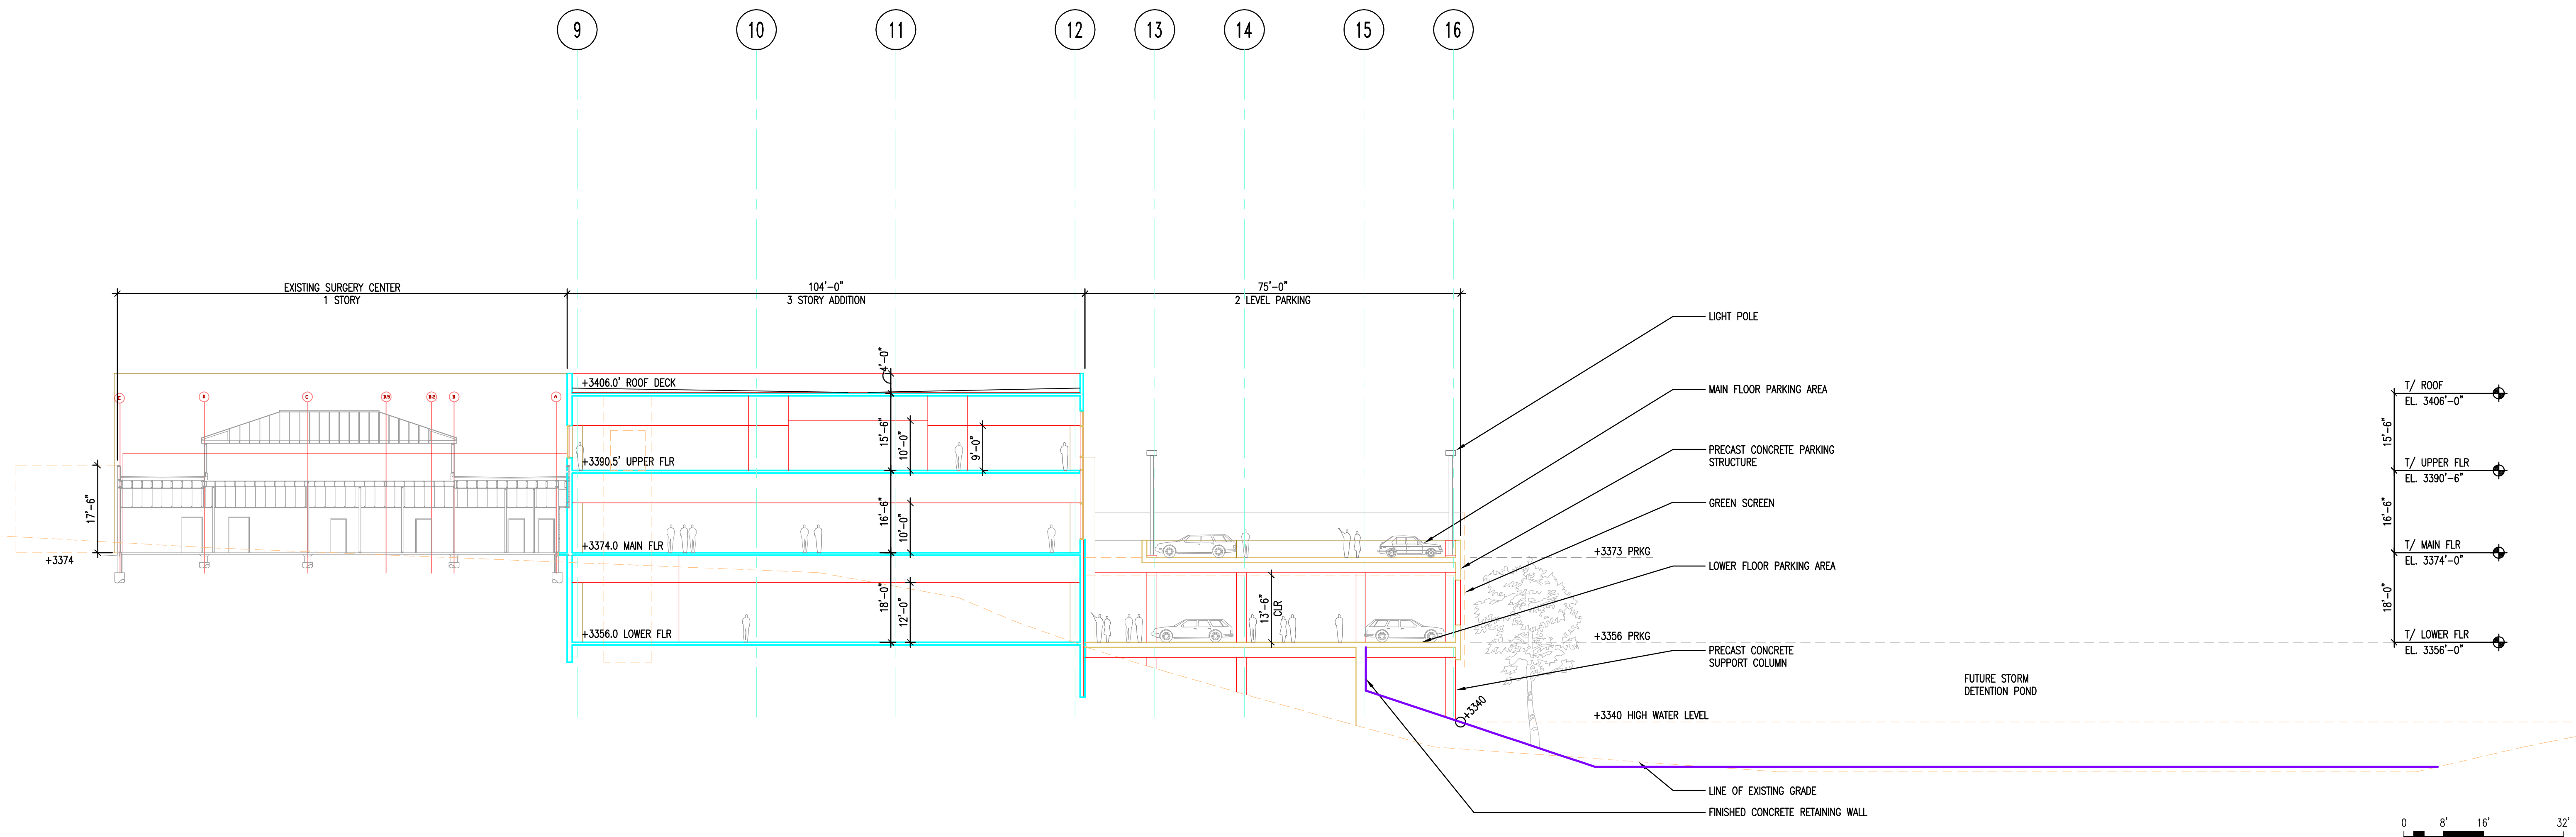 9 10 11 12 13 14 15 16
EXISTING SURGERY CENTER
1 STORY
104'-0"
3 STORY ADDITION
75'-0"
2 LEVEL PARKING
LIGHT POLE
4'-0"
+3406.0' ROOF DECK
T/ ROOF
EL. 3406'-0"
MAIN FLOOR PARKING AREA
E D C B.5 B.2 B A
15'-6"
10'-0"
9'-0"
15'-6"
PRECAST CONCRETE PARKING
STRUCTURE
+3390.5' UPPER FLR
T/ UPPER FLR
EL. 3390'-6"
17'-6"
16'-6"
10'-0"
GREEN SCREEN
16'-6"
+3374.0 MAIN FLR
+3374
+3373 PRKG
T/ MAIN FLR
EL. 3374'-0"
LOWER FLOOR PARKING AREA
18'-0"
12'-0"
13'-6"
CLR
18'-0"
+3356.0 LOWER FLR
+3356 PRKG
T/ LOWER FLR
EL. 3356'-0"
PRECAST CONCRETE
SUPPORT COLUMN
FUTURE STORM
DETENTION POND
+3340
+3340 HIGH WATER LEVEL
LINE OF EXISTING GRADE
FINISHED CONCRETE RETAINING WALL
0 8' 16' 32'